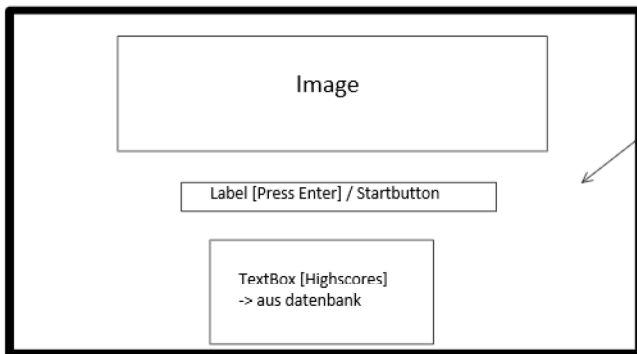 Image
Label [Press Enter] / Startbutton
TextBox [Highscores]
-> aus datenbank